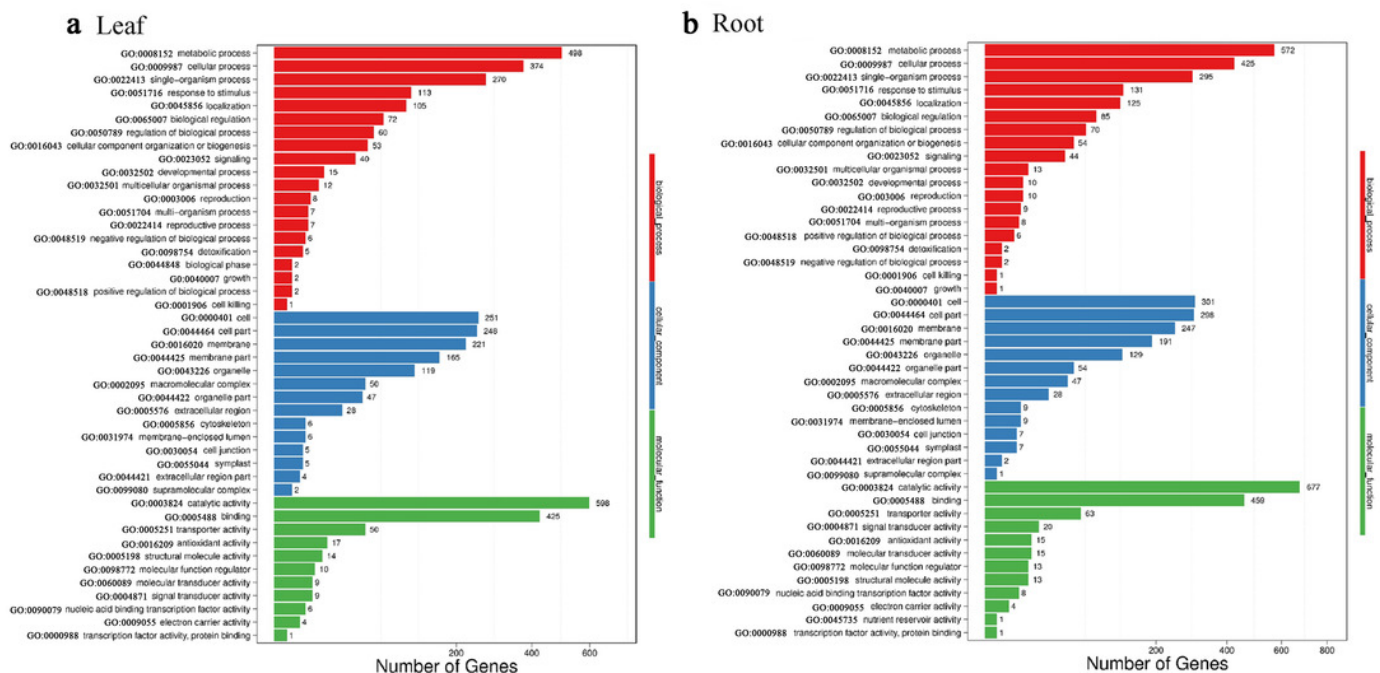 a Leaf
GO:0008152 metabolic process 498
GO:0009987 cellular process 374
GO:0022413 single-organism process 270
GO:0051716 response to stimulus 113
GO:0045856 localization 105
GO:0065007 biological regulation 72
GO:0050789 regulation of biological process 60
GO:0016043 cellular component organization or biogenesis 53
GO:0023052 signaling 40
GO:0032502 developmental process 15
GO:0032501 multicellular organismal process 12
GO:0003006 reproduction 8
GO:0051704 multi-organism process 7
GO:0022414 reproductive process 7
GO:0048519 negative regulation of biological process 6
GO:0098754 detoxification 5
GO:0044848 biological phase 2
GO:0040007 growth 2
GO:0048518 positive regulation of biological process 2
GO:0001906 cell killing 1
GO:0000401 cell 251
GO:0044464 cell part 248
GO:0016020 membrane 221
GO:0044425 membrane part 165
GO:0043226 organelle 119
GO:0002095 macromolecular complex 50
GO:0044422 organelle part 47
GO:0005576 extracellular region 28
GO:0005856 cytoskeleton 6
GO:0031974 membrane-enclosed lumen 6
GO:0030054 cell junction 5
GO:0055044 symplast 5
GO:0044421 extracellular region part 4
GO:0099080 supramolecular complex 2
GO:0003824 catalytic activity 598
GO:0005488 binding 425
GO:0005251 transporter activity 50
GO:0016209 antioxidant activity 17
GO:0005198 structural molecule activity 14
GO:0098772 molecular function regulator 10
GO:0060089 molecular transducer activity 9
GO:0004871 signal transducer activity 9
GO:0090079 nucleic acid binding transcription factor activity 6
GO:0009055 electron carrier activity 4
GO:0000988 transcription factor activity, protein binding 1
200 400 600
Number of Genes
biological_process
cellular_component
molecular_function
b Root
GO:0008152 metabolic process 572
GO:0009987 cellular process 425
GO:0022413 single-organism process 295
GO:0051716 response to stimulus 131
GO:0045856 localization 125
GO:0065007 biological regulation 85
GO:0050789 regulation of biological process 70
GO:0016043 cellular component organization or biogenesis 54
GO:0023052 signaling 44
GO:0032501 multicellular organismal process 13
GO:0032502 developmental process 10
GO:003006 reproduction 10
GO:0022414 reproductive process 9
GO:0051704 multi-organism process 8
GO:0048518 positive regulation of biological process 6
GO:0098754 detoxification 2
GO:0048519 negative regulation of biological process 2
GO:0001906 cell killing 1
GO:0040007 growth 1
GO:0000401 cell 301
GO:0044464 cell part 298
GO:0016020 membrane 247
GO:0044425 membrane part 191
GO:0043226 organelle 129
GO:0044422 organelle part 54
GO:0002095 macromolecular complex 47
GO:0005576 extracellular region 28
GO:0005856 cytoskeleton 9
GO:0031974 membrane-enclosed lumen 9
GO:0030054 cell junction 7
GO:0055044 symplast 7
GO:0044421 extracellular region part 2
GO:0099080 supramolecular complex 1
GO:0003824 catalytic activity 677
GO:0005488 binding 459
GO:0005251 transporter activity 63
GO:0004871 signal transducer activity 20
GO:0016209 antioxidant activity 15
GO:0060089 molecular transducer activity 15
GO:0098772 molecular function regulator 13
GO:0005198 structural molecule activity 13
GO:0090079 nucleic acid binding transcription factor activity 8
GO:0009055 electron carrier activity 4
GO:0045735 nutrient reservoir activity 1
GO:0000988 transcription factor activity, protein binding 1
200 400 600 800
Number of Genes
biological_process
cellular_component
molecular_function